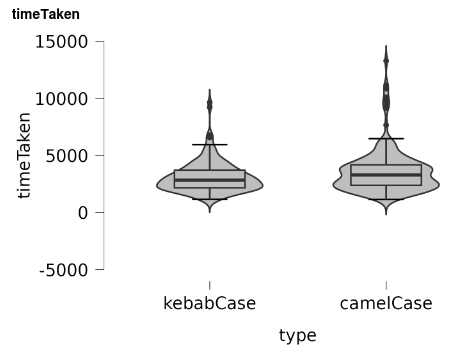 timeTaken
15000
10000
5000
0
-5000
timeTaken
kebabCase camelCase
type